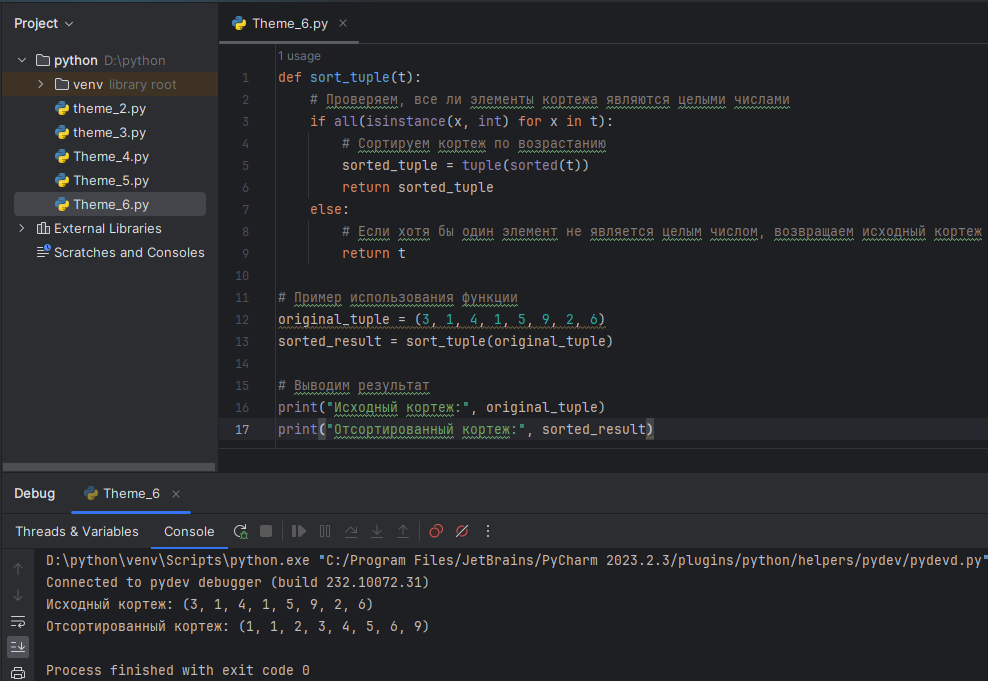 Project
python D:\python
venv library root
theme_2.py
theme_3.py
Theme_4.py
Theme_5.py
Theme_6.py
External Libraries
Scratches and Consoles
Theme_6.py
1 usage
1 def sort_tuple(t):
2 # Проверяем, все ли элементы кортежа являются целыми числами
3 if all(isinstance(x, int) for x in t):
4 # Сортируем кортеж по возрастанию
5 sorted_tuple = tuple(sorted(t))
6 return sorted_tuple
7 else:
8 # Если хотя бы один элемент не является целым числом, возвращаем исходный кортеж
9 return t
10
11 # Пример использования функции
12 original_tuple = (3, 1, 4, 1, 5, 9, 2, 6)
13 sorted_result = sort_tuple(original_tuple)
14
15 # Выводим результат
16 print("Исходный кортеж:", original_tuple)
17 print("Отсортированный кортеж:", sorted_result)
Debug Theme_6
Threads & Variables Console
D:\python\venv\Scripts\python.exe "C:/Program Files/JetBrains/PyCharm 2023.2.3/plugins/python/helpers/pydev/pydevd.py"
Connected to pydev debugger (build 232.10072.31)
Исходный кортеж: (3, 1, 4, 1, 5, 9, 2, 6)
Отсортированный кортеж: (1, 1, 2, 3, 4, 5, 6, 9)
Process finished with exit code 0